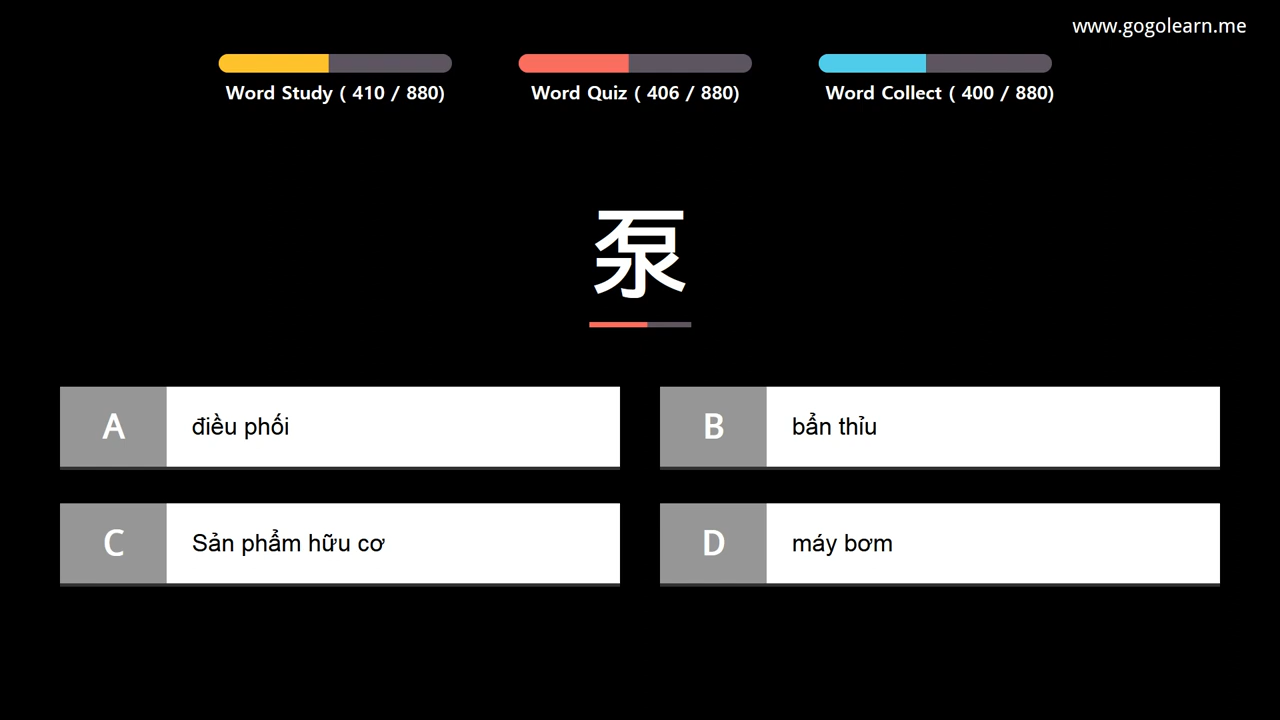 www.gogolearn.me
Word Study ( 410 / 880)
Word Quiz ( 406 / 880)
Word Collect ( 400 / 880)
泵
A điều phối
B bẩn thỉu
C Sản phẩm hữu cơ
D máy bơm